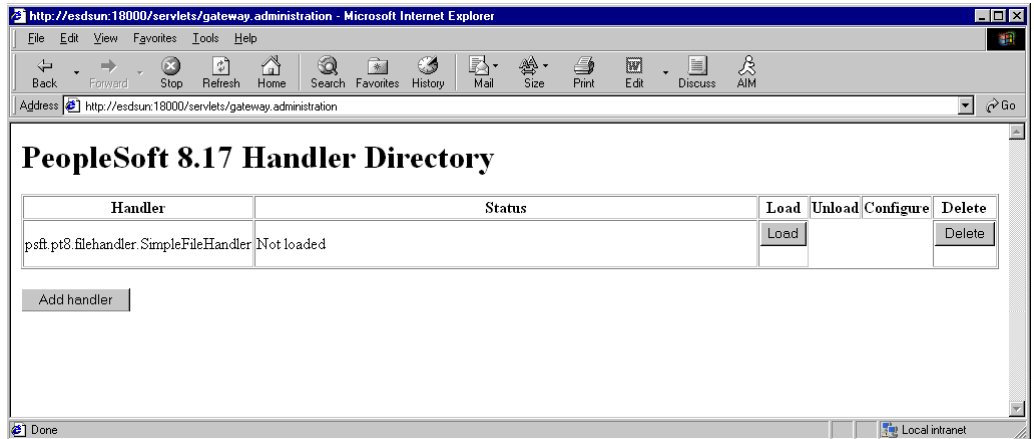 http://esdsun:18000/servlets/gateway.administration - Microsoft Internet Explorer
File Edit View Favorites Tools Help
Back Forward Stop Refresh Home Search Favorites History Mail Size Print Edit Discuss AIM
Address http://esdsun:18000/servlets/gateway.administration Go
PeopleSoft 8.17 Handler Directory
Handler Status Load Unload Configure Delete
psft.pt8.filehandler.SimpleFileHandler Not loaded Load Delete
Add handler
Done Local intranet